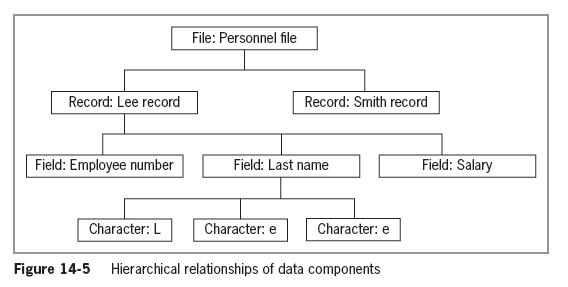 File: Personnel file
Record: Lee record
Record: Smith record
Field: Employee number
Field: Last name
Field: Salary
Character: L
Character: e
Character: e
Figure 14-5 Hierarchical relationships of data components